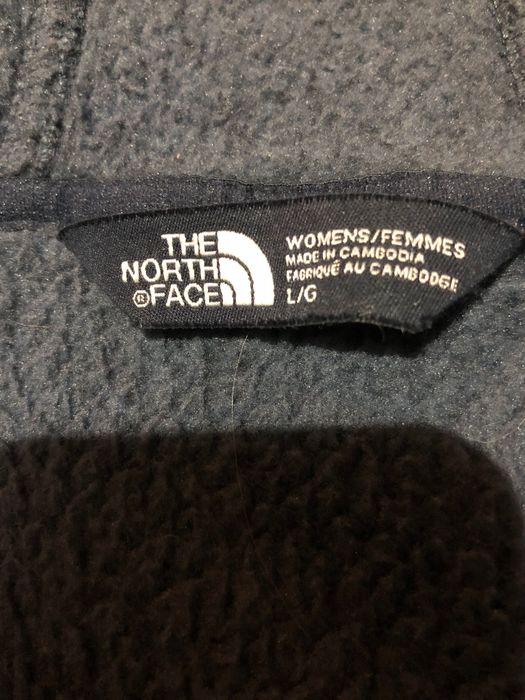 THE
NORTH
®FACE
WOMENS/FEMMES
MADE IN CAMBODIA
FABRIQUÉ AU CAMBODGE
L/G